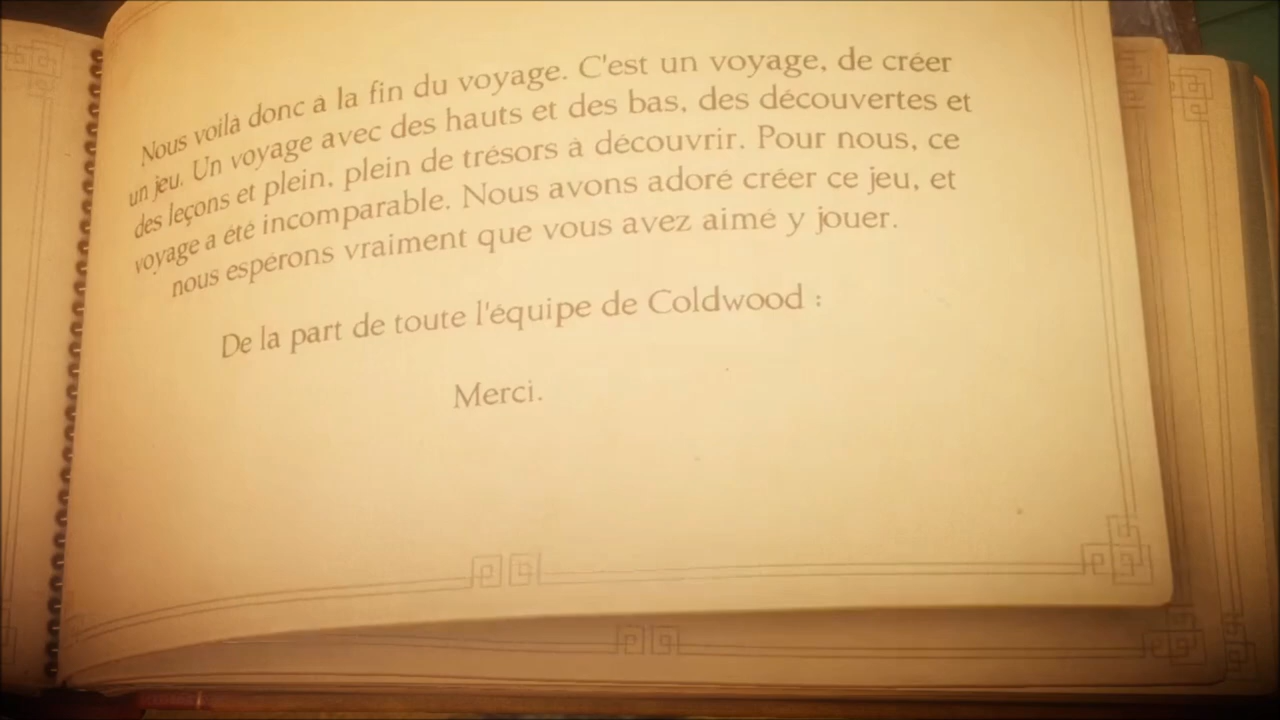 Nous voilà donc à la fin du voyage. C'est un voyage, de créer
un jeu. Un voyage avec des hauts et des bas, des découvertes et
des leçons et plein, plein de trésors à découvrir. Pour nous, ce
voyage a été incomparable. Nous avons adoré créer ce jeu, et
nous espérons vraiment que vous avez aimé y jouer.
De la part de toute l'équipe de Coldwood :
Merci.